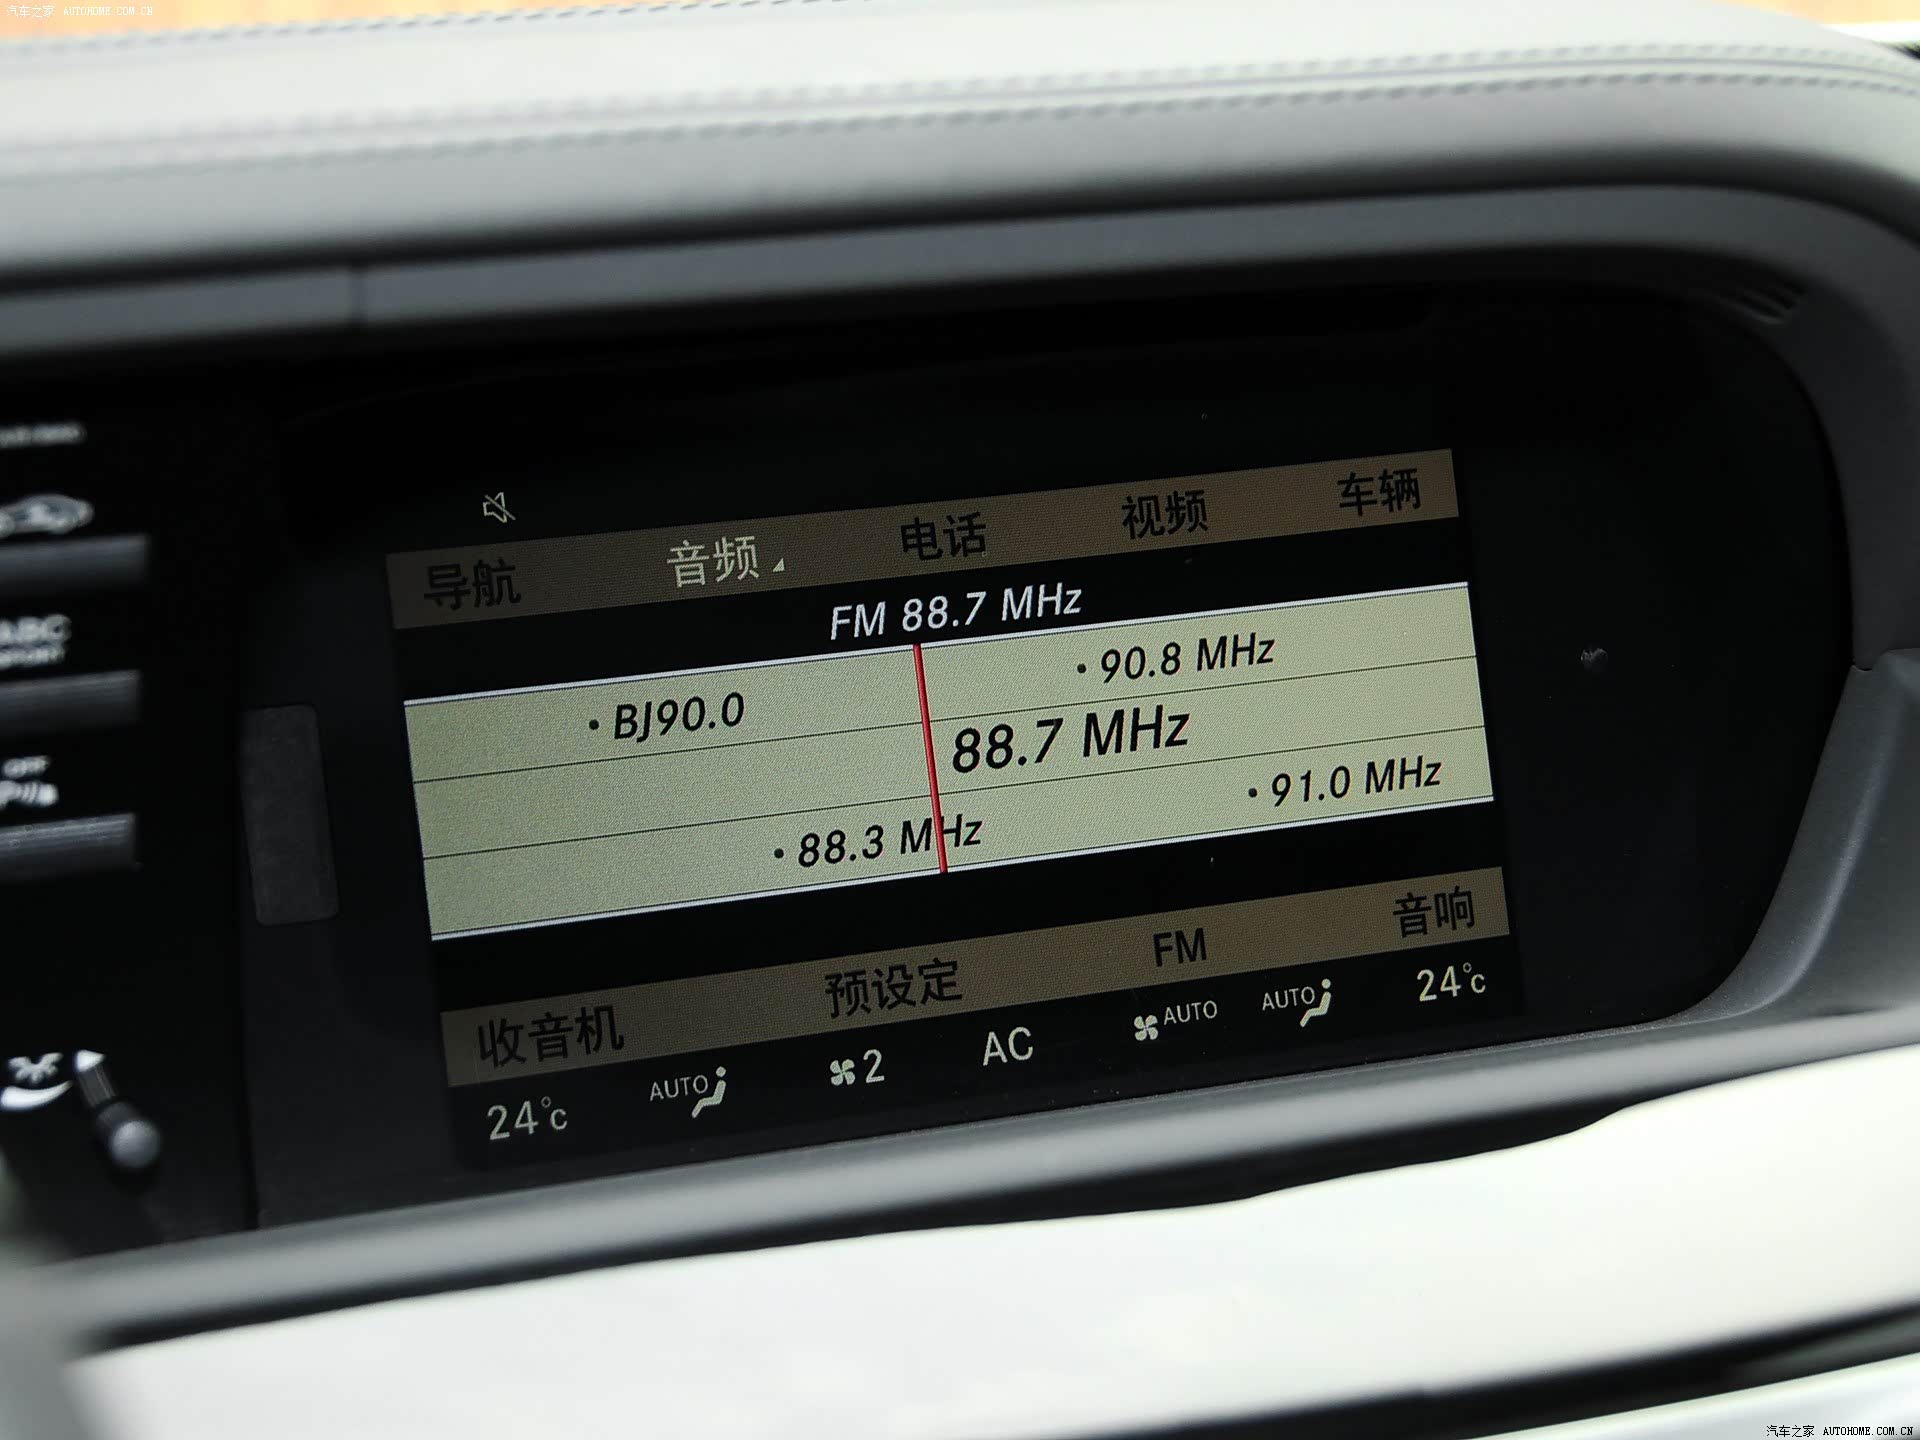 汽车之家 AUTOHOME.COM.CN
导航 音频 电话 视频 车辆
FM 88.7 MHz
· 90.8 MHz
· BJ90.0
88.7 MHz
· 91.0 MHz
· 88.3 MHz
收音机 预设定 FM 音响
24°C AUTO 2 AC AUTO AUTO 24°C
ABC
SPORT
OFF
汽车之家 AUTOHOME.COM.CN